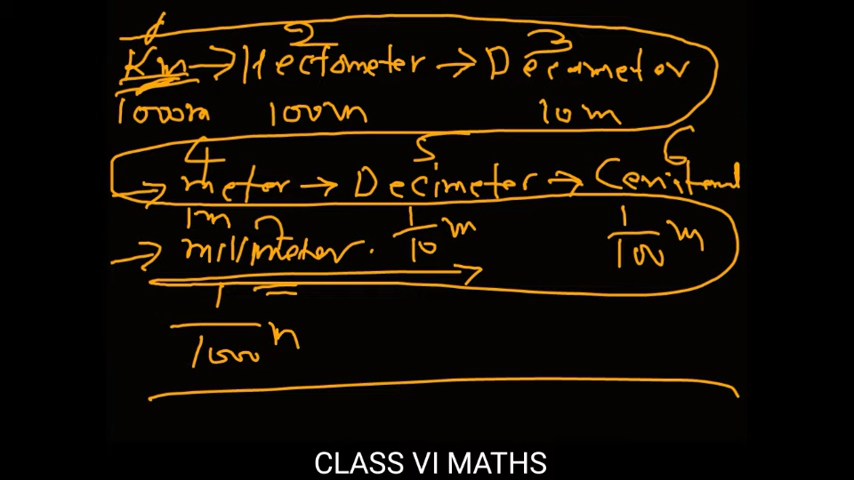 1 2 3
Km → Hectometer → Decameter
1000m 100m 10m
4 5 6
→ meter → Decimeter →
1m 7 1/10 m 1/100 m
→ millimeter.
1/1000 m
CLASS VI MATHS